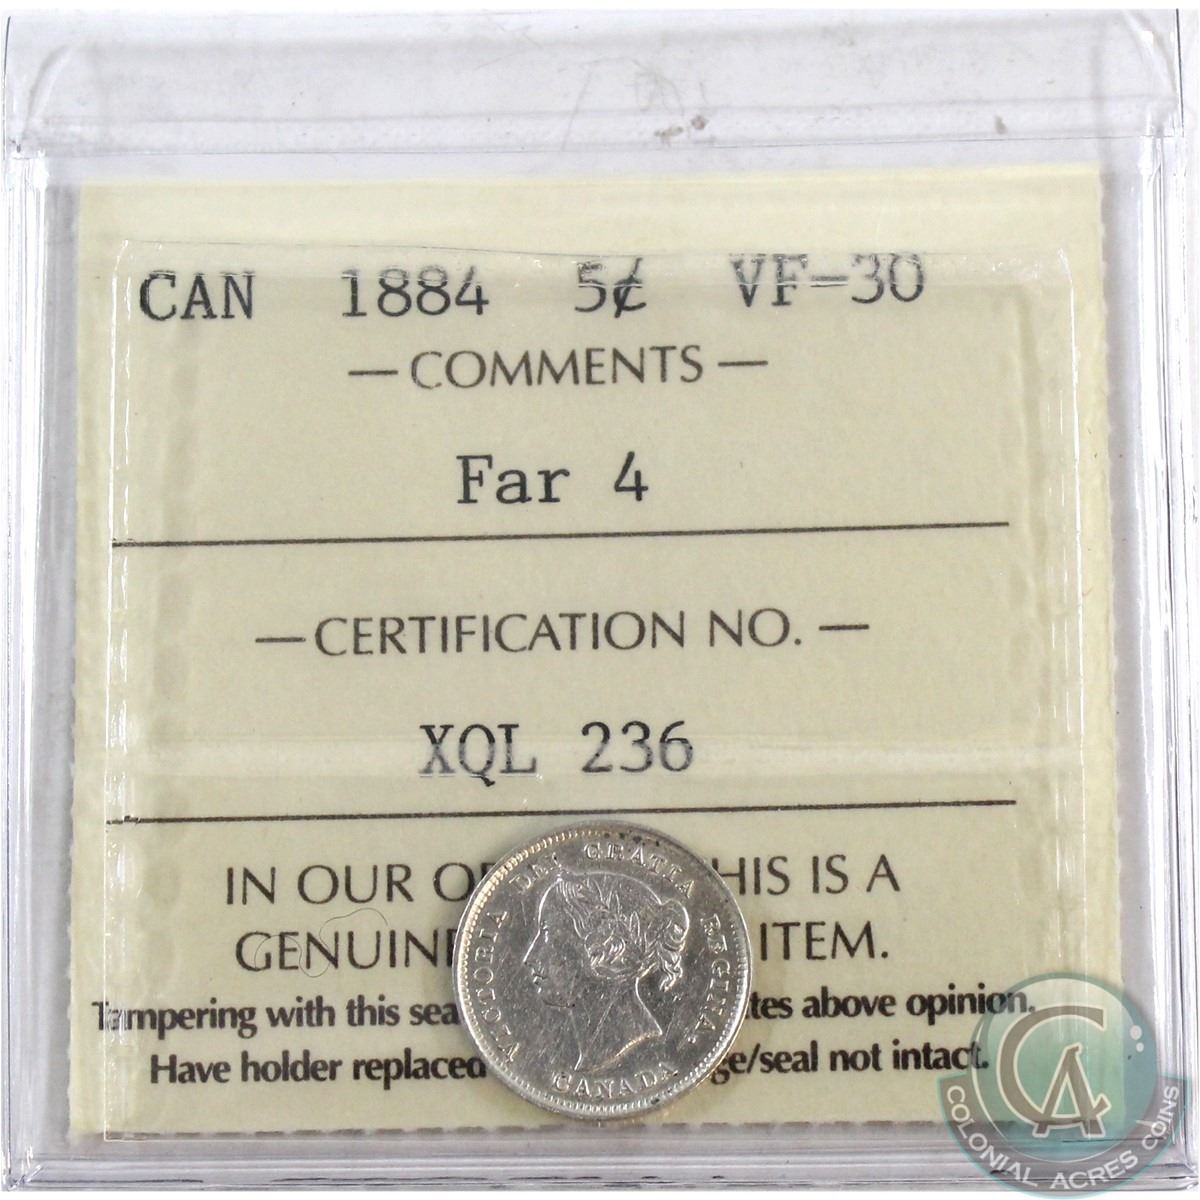 CAN 1884 5¢ VF-30
— COMMENTS —
Far 4
— CERTIFICATION NO. —
XQL 236
IN OUR O HIS IS A
GENUIN ITEM.
Tampering with this sea tes above opinion.
Have holder replaced ge/seal not intact.
VICTORIA DEI GRATIA REGINA.
CANADA
CA
COLONIAL ACRES COINS